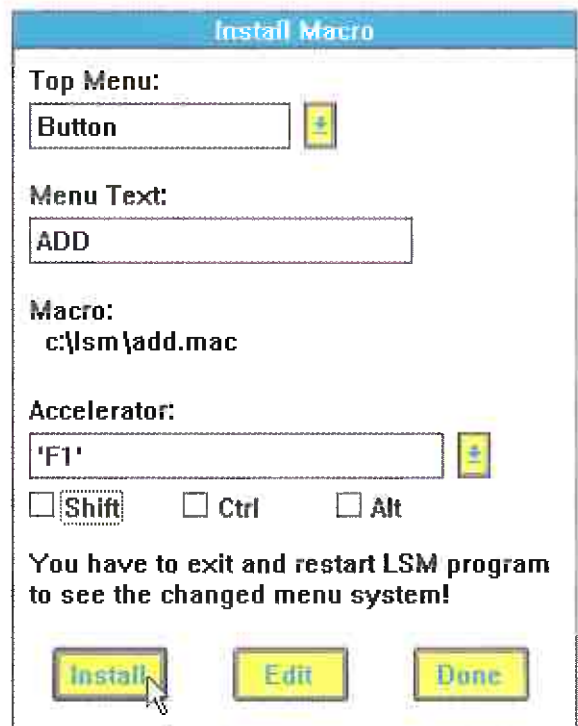 Install Macro
Top Menu:
Button
Menu Text:
ADD
Macro:
c:\lsm\add.mac
Accelerator:
'F1'
Shift Ctrl Alt
You have to exit and restart LSM program
to see the changed menu system!
Install Edit Done